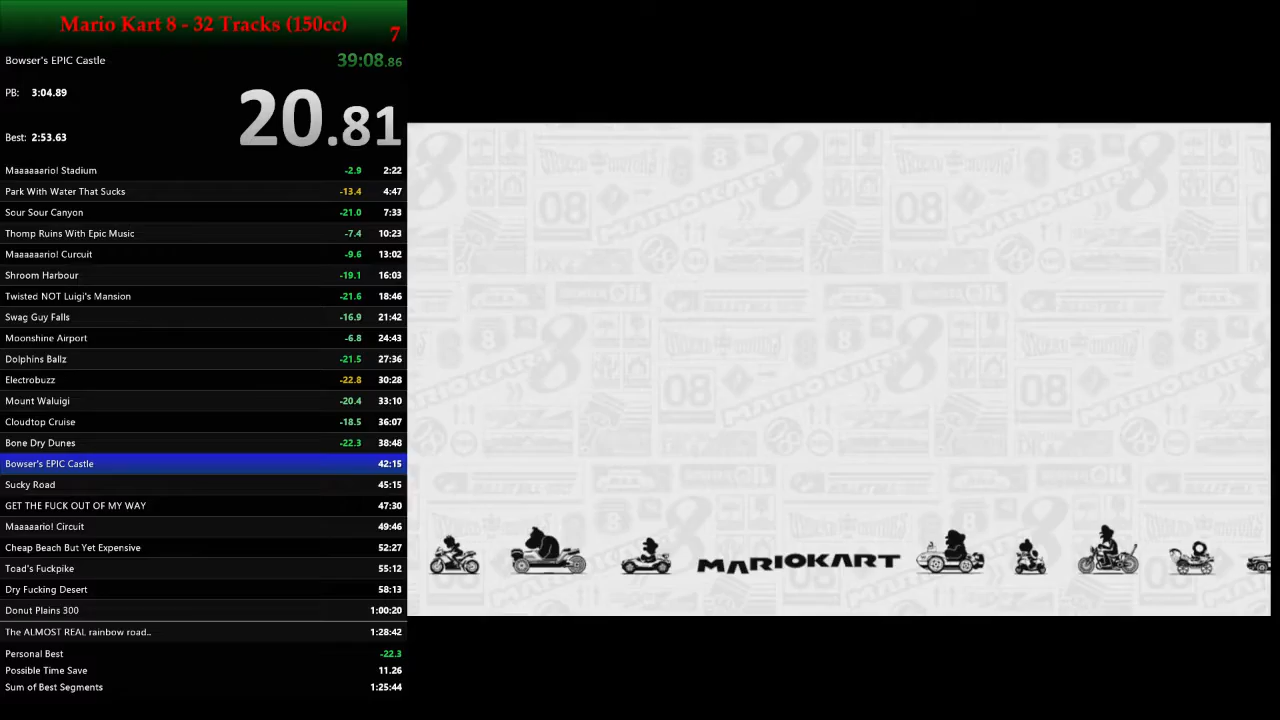 Mario Kart 8 - 32 Tracks (150cc)
7
Bowser's EPIC Castle 39:08.86
PB: 3:04.89
20.81
Best: 2:53.63
Maaaaaario! Stadium -2.9 2:22
Park With Water That Sucks -13.4 4:47
Sour Sour Canyon -21.0 7:33
Thomp Ruins With Epic Music -7.4 10:23
Maaaaaario! Curcuit -9.6 13:02
Shroom Harbour -19.1 16:03
Twisted NOT Luigi's Mansion -21.6 18:46
Swag Guy Falls -16.9 21:42
Moonshine Airport -6.8 24:43
Dolphins Ballz -21.5 27:36
Electrobuzz -22.8 30:28
Mount Waluigi -20.4 33:10
Cloudtop Cruise -18.5 36:07
Bone Dry Dunes -22.3 38:48
Bowser's EPIC Castle 42:15
Sucky Road 45:15
GET THE FUCK OUT OF MY WAY 47:30
Maaaaario! Circuit 49:46
Cheap Beach But Yet Expensive 52:27
Toad's Fuckpike 55:12
Dry Fucking Desert 58:13
Donut Plains 300 1:00:20
The ALMOST REAL rainbow road.. 1:28:42
Personal Best -22.3
Possible Time Save 11.26
Sum of Best Segments 1:25:44
MARIOKART